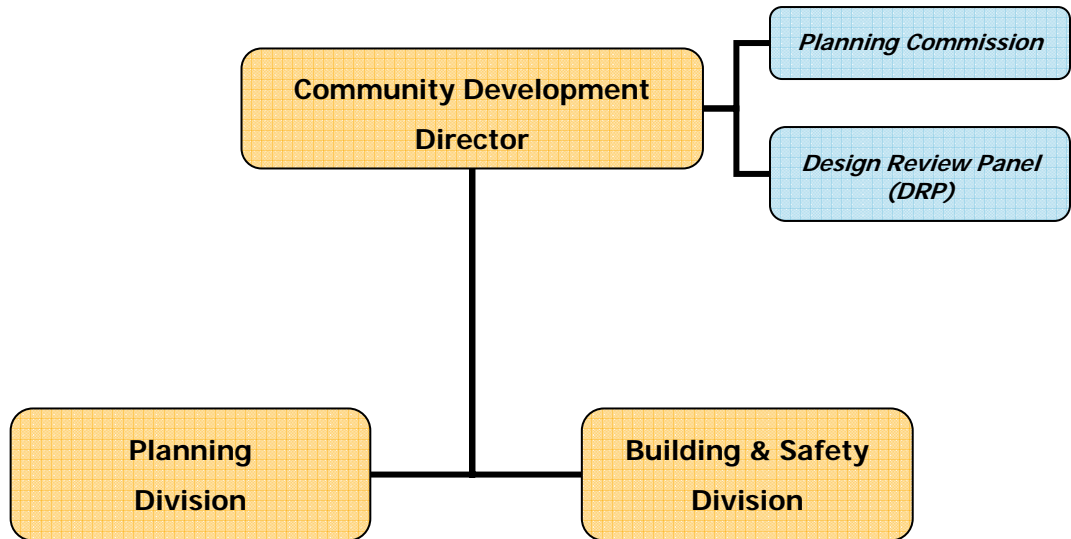 Planning Commission
Community Development
Director
Design Review Panel
(DRP)
Planning
Division
Building & Safety
Division